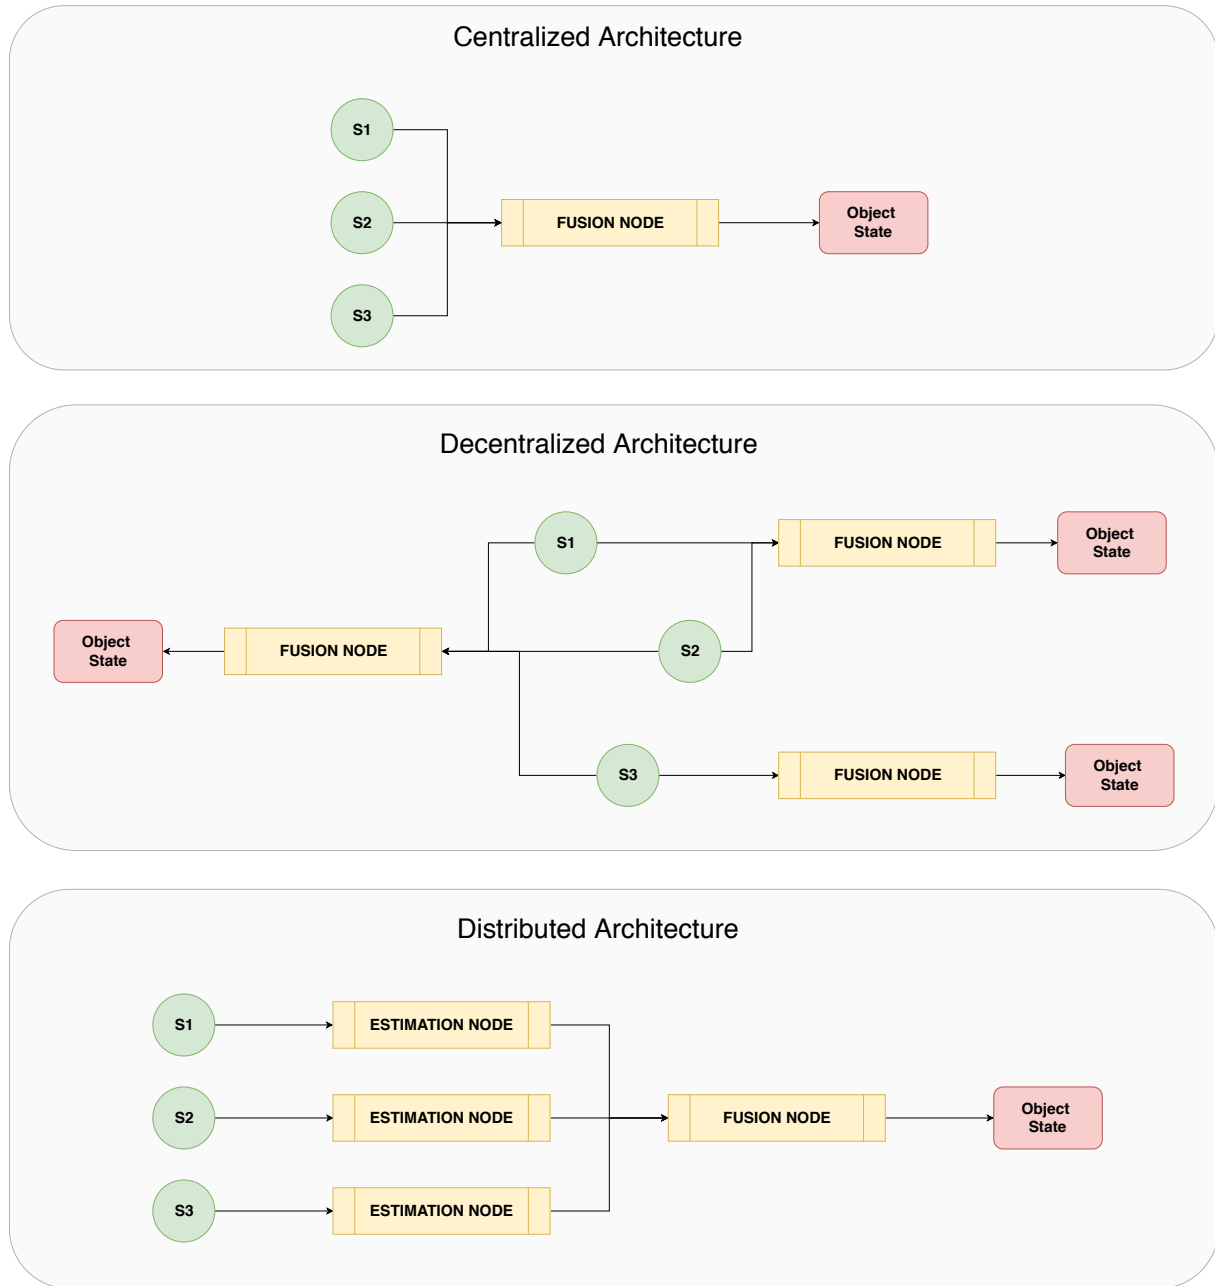 Centralized Architecture
S1
S2
FUSION NODE
Object
State
S3
Decentralized Architecture
S1
FUSION NODE
Object
State
Object
State
FUSION NODE
S2
S3
FUSION NODE
Object
State
Distributed Architecture
S1
ESTIMATION NODE
S2
ESTIMATION NODE
FUSION NODE
Object
State
S3
ESTIMATION NODE